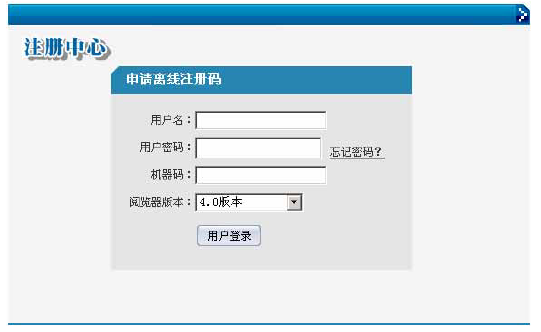 注册中心
申请离线注册码
用户名：
用户密码： 忘记密码？
机器码：
阅览器版本： 4.0版本
用户登录